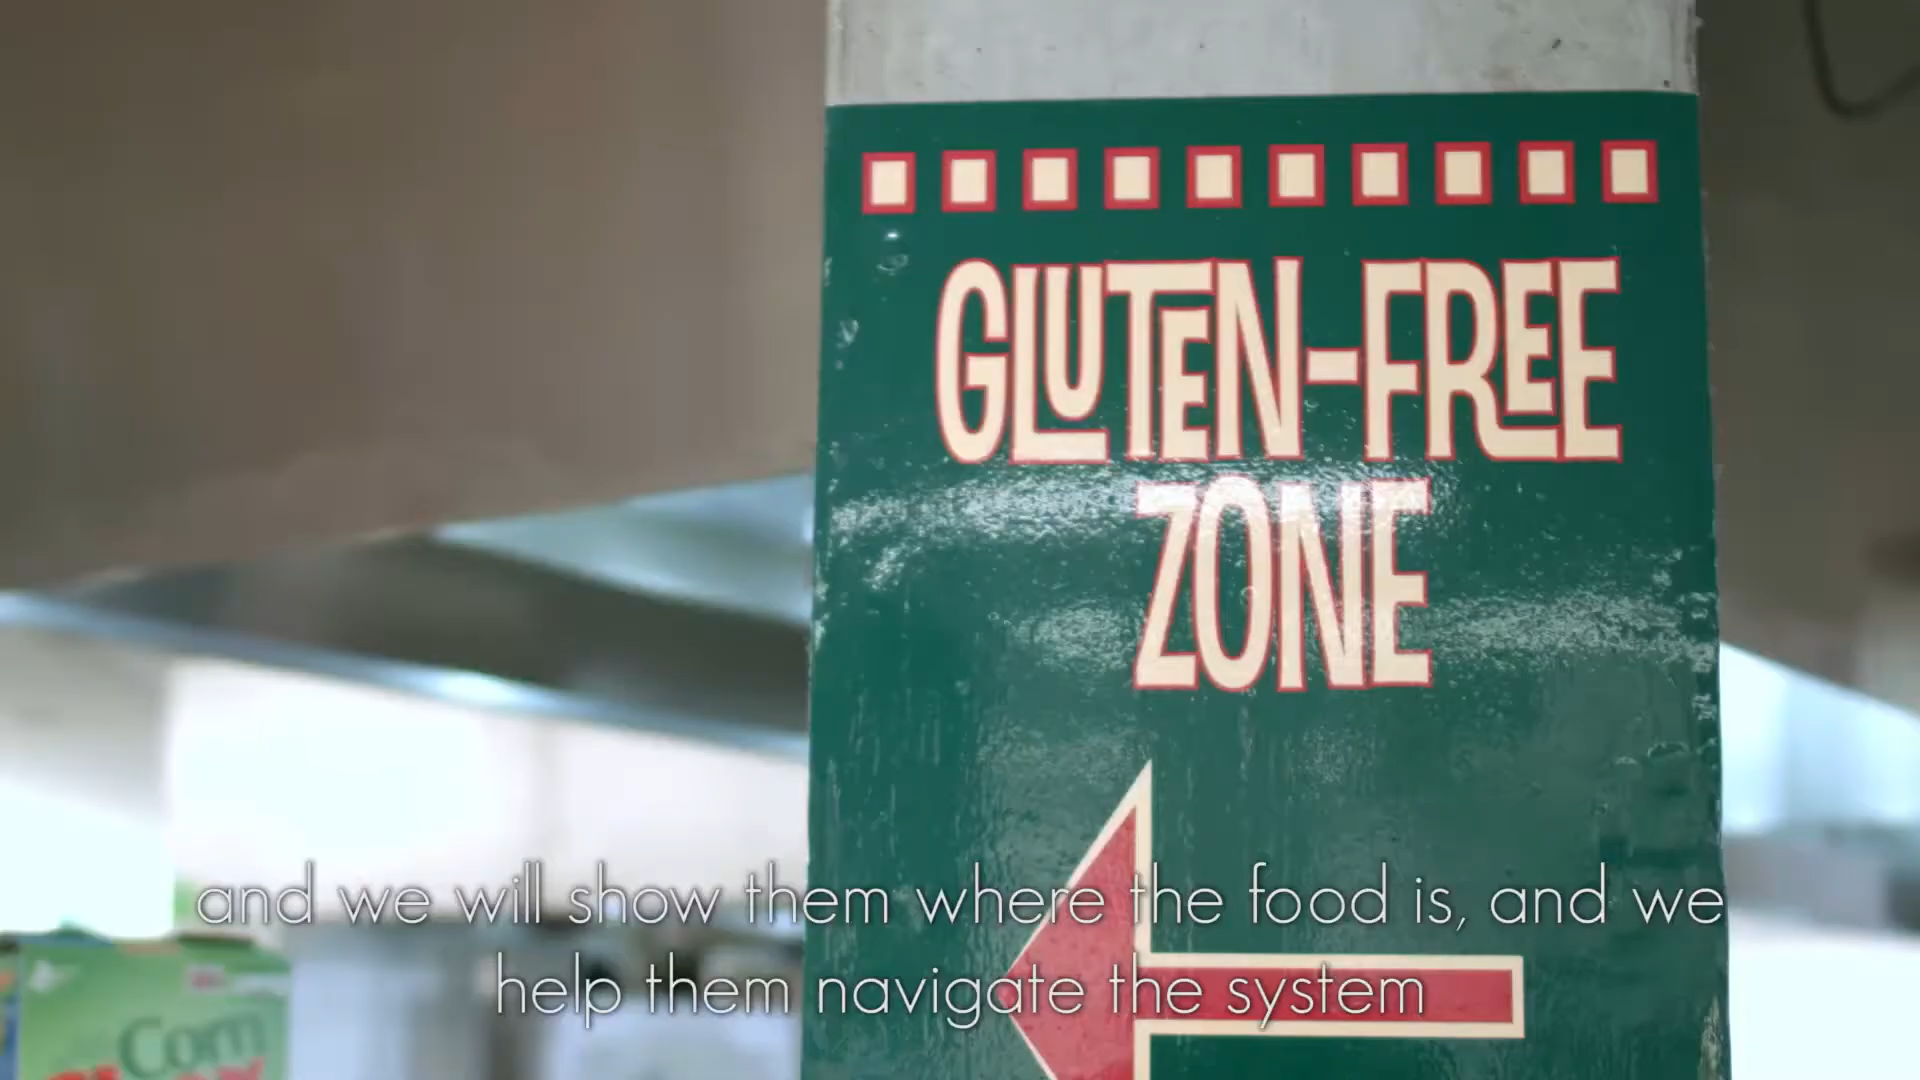 GLUTEN-FREE
ZONE
and we will show them where the food is, and we
help them navigate the system
Corn